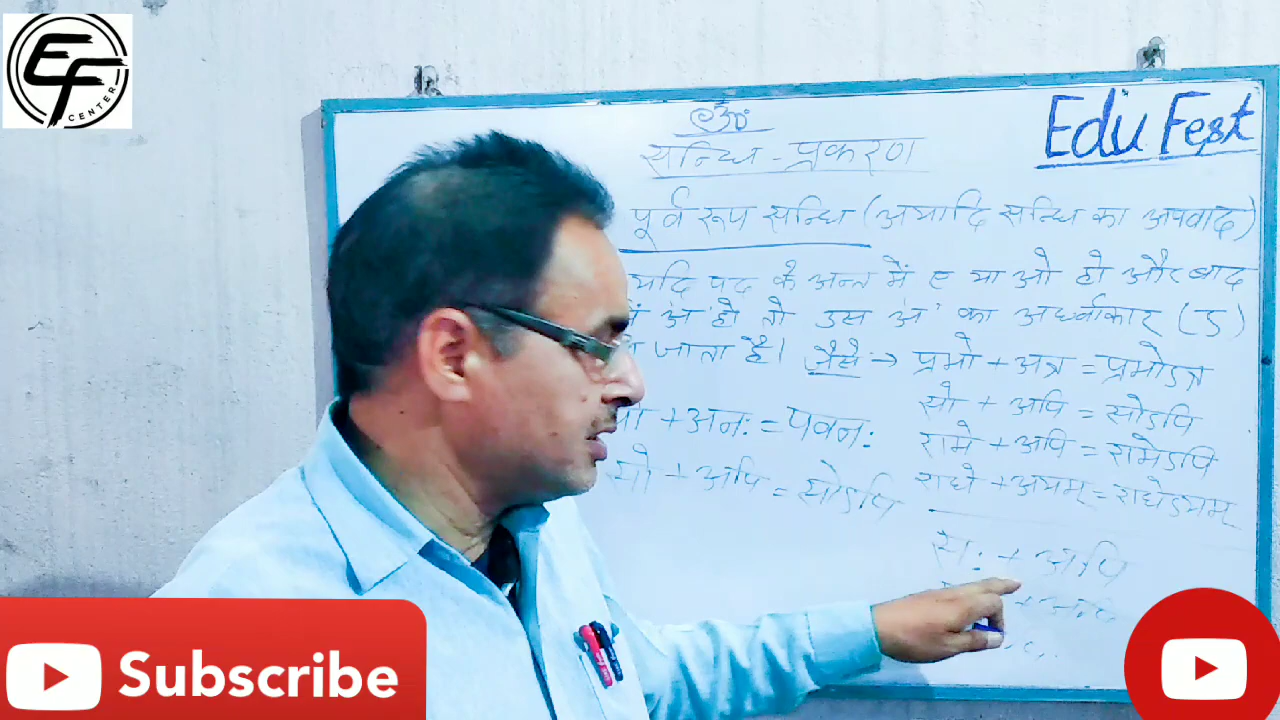 EF
CENTER
ॐ
Edu Fest
सन्धि - प्रकरण
पूर्व रूप सन्धि (अयादि सन्धि का अपवाद)
यदि पद के अन्त में ए या ओ हो और बाद
में 'अ' हो तो उस 'अ' का अर्धवाकार (ऽ)
जाता है। जैसे → प्रभो + अत्र = प्रभोऽत्र
सो + अपि = सोऽपि
+ अनः = पवनः
रामे + अपि = रामेऽपि
सो + अपि = सोऽपि
राधे + अयम् = राधेऽयम्
सः + अपि
Subscribe